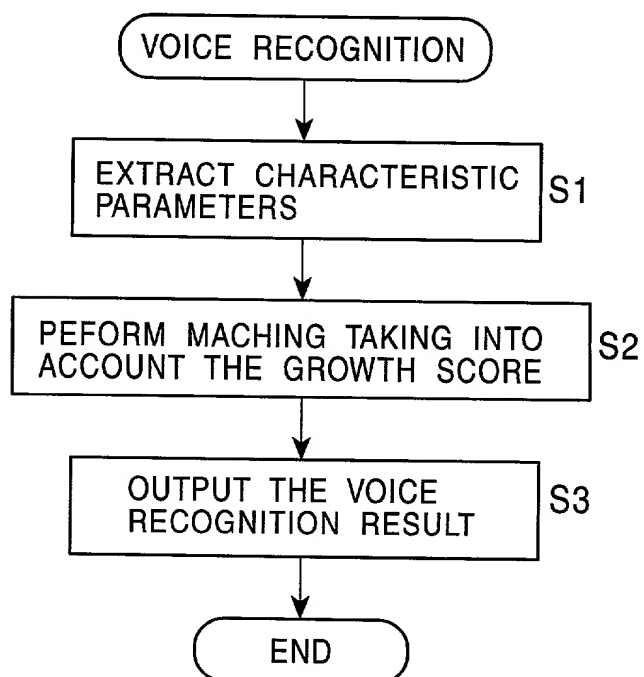 VOICE RECOGNITION
EXTRACT CHARACTERISTIC
PARAMETERS
S1
PEFORM MACHING TAKING INTO
ACCOUNT THE GROWTH SCORE
S2
OUTPUT THE VOICE
RECOGNITION RESULT
S3
END